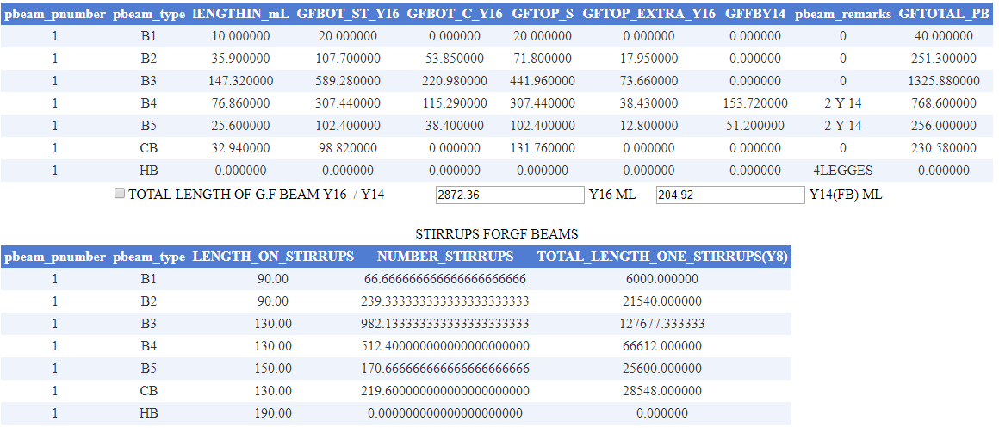 pbeam_pnumber pbeam_type lENGTHIN_mL GFBOT_ST_Y16 GFBOT_C_Y16 GFTOP_S GFTOP_EXTRA_Y16 GFFBY14 pbeam_remarks GFTOTAL_PB
1 B1 10.000000 20.000000 0.000000 20.000000 0.000000 0.000000 0 40.000000
1 B2 35.900000 107.700000 53.850000 71.800000 17.950000 0.000000 0 251.300000
1 B3 147.320000 589.280000 220.980000 441.960000 73.660000 0.000000 0 1325.880000
1 B4 76.860000 307.440000 115.290000 307.440000 38.430000 153.720000 2 Y 14 768.600000
1 B5 25.600000 102.400000 38.400000 102.400000 12.800000 51.200000 2 Y 14 256.000000
1 CB 32.940000 98.820000 0.000000 131.760000 0.000000 0.000000 0 230.580000
1 HB 0.000000 0.000000 0.000000 0.000000 0.000000 0.000000 4LEGGES 0.000000
TOTAL LENGTH OF G.F BEAM Y16 / Y14 2872.36 Y16 ML 204.92 Y14(FB) ML
STIRRUPS FORGF BEAMS
pbeam_pnumber pbeam_type LENGTH_ON_STIRRUPS NUMBER_STIRRUPS TOTAL_LENGTH_ONE_STIRRUPS(Y8)
1 B1 90.00 66.666666666666666666666 6000.000000
1 B2 90.00 239.333333333333333333333 21540.000000
1 B3 130.00 982.133333333333333333333 127677.333333
1 B4 130.00 512.400000000000000000000 66612.000000
1 B5 150.00 170.666666666666666666666 25600.000000
1 CB 130.00 219.600000000000000000000 28548.000000
1 HB 190.00 0.000000000000000000000 0.000000